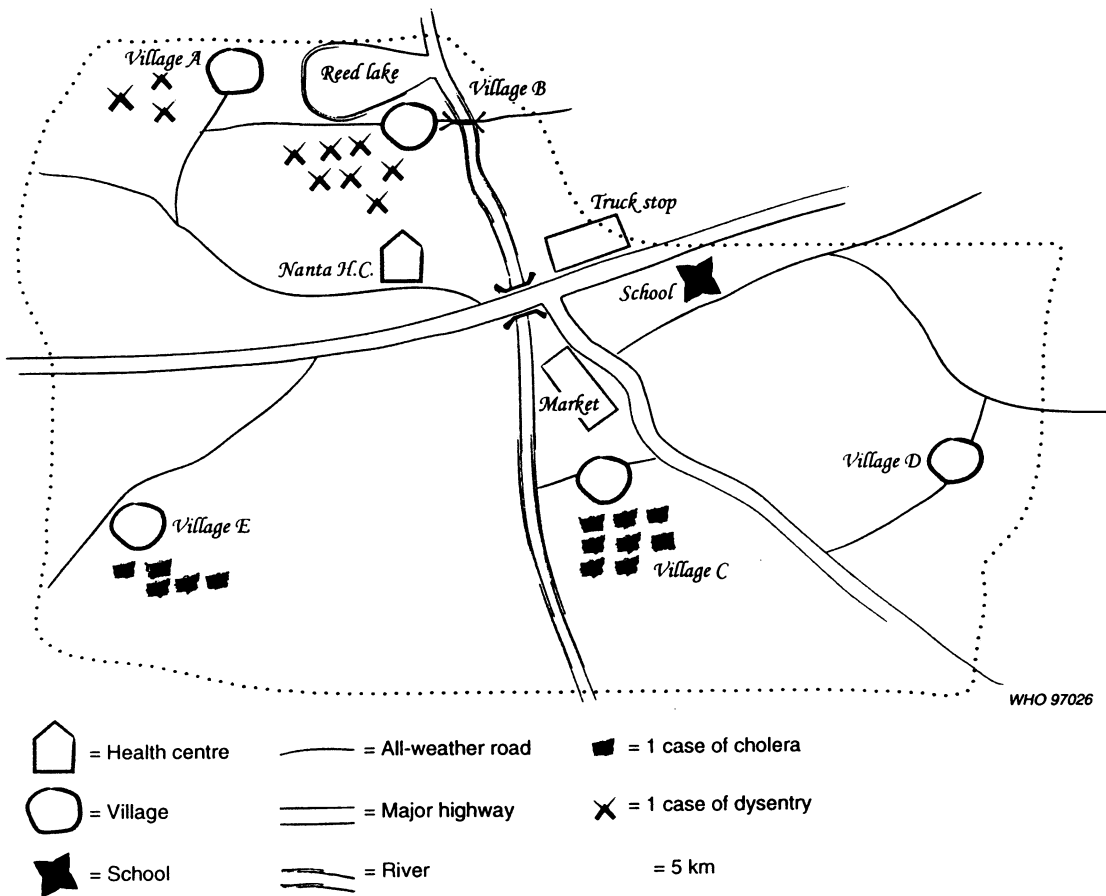 Village A
Reed lake
Village B
Truck stop
Nanta H.C.
School
Market
Village D
Village E
Village C
WHO 97026
= Health centre
= All-weather road
= 1 case of cholera
= Village
= Major highway
= 1 case of dysentry
= School
= River
= 5 km